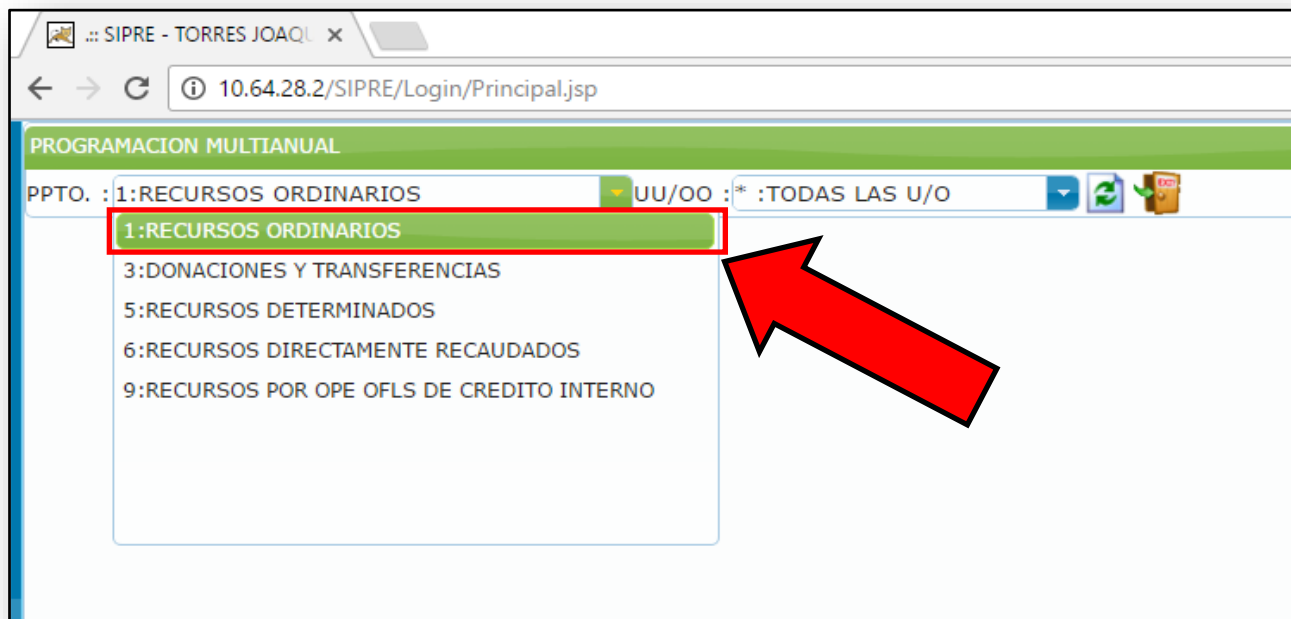 .:: SIPRE - TORRES JOAQU
10.64.28.2/SIPRE/Login/Principal.jsp
PROGRAMACION MULTIANUAL
PPTO. : 1:RECURSOS ORDINARIOS UU/OO : * :TODAS LAS U/O EXIT
1:RECURSOS ORDINARIOS
3:DONACIONES Y TRANSFERENCIAS
5:RECURSOS DETERMINADOS
6:RECURSOS DIRECTAMENTE RECAUDADOS
9:RECURSOS POR OPE OFLS DE CREDITO INTERNO